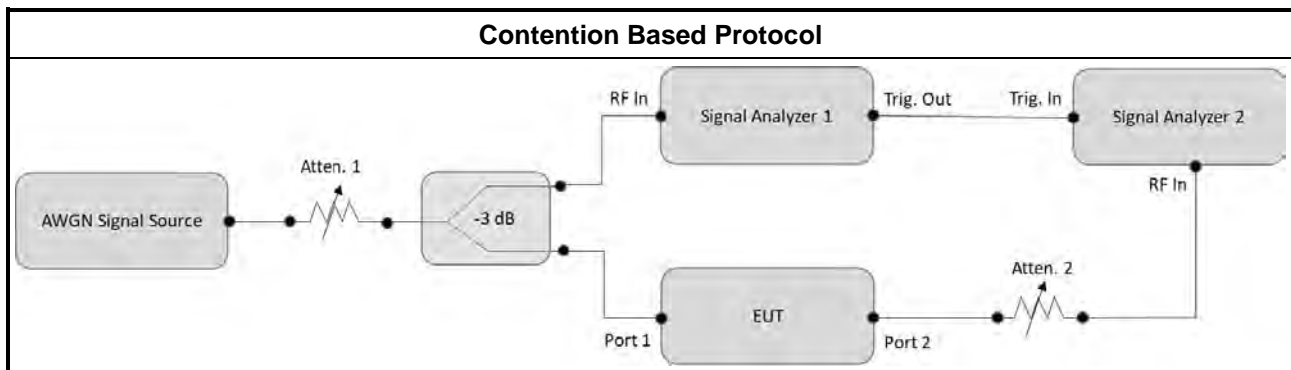 Contention Based Protocol
RF In
Signal Analyzer 1
Trig. Out
Trig. In
Signal Analyzer 2
RF In
Atten. 1
AWGN Signal Source
-3 dB
Atten. 2
EUT
Port 1
Port 2